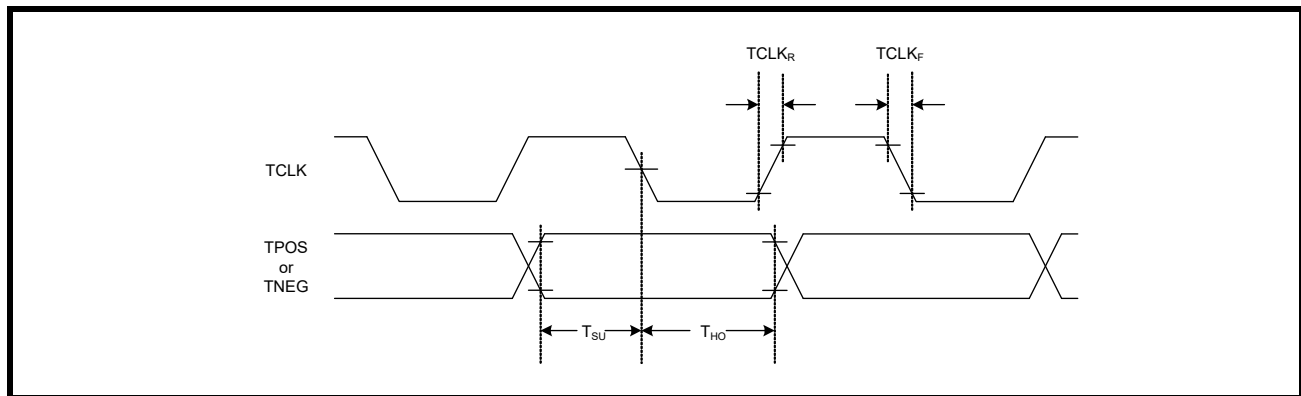 TCLKR TCLKF
TCLK
TPOS
or
TNEG
TSU THO